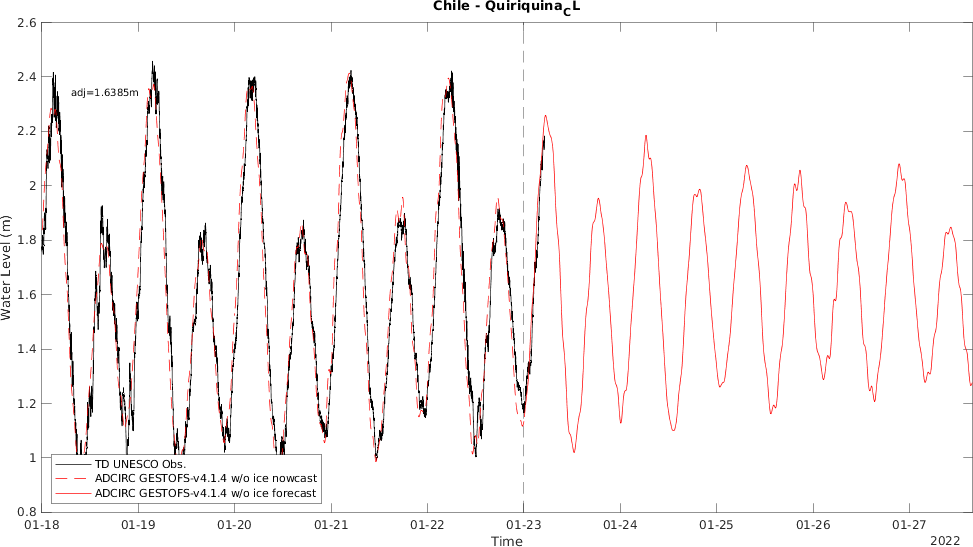 Chile - Quiriquina_CL
2.6
2.4
2.2
2
1.8
1.6
1.4
1.2
1
0.8
Water Level (m)
adj=1.6385m
TD UNESCO Obs.
ADCIRC GESTOFS-v4.1.4 w/o ice nowcast
ADCIRC GESTOFS-v4.1.4 w/o ice forecast
01-18 01-19 01-20 01-21 01-22 01-23 01-24 01-25 01-26 01-27
Time
2022